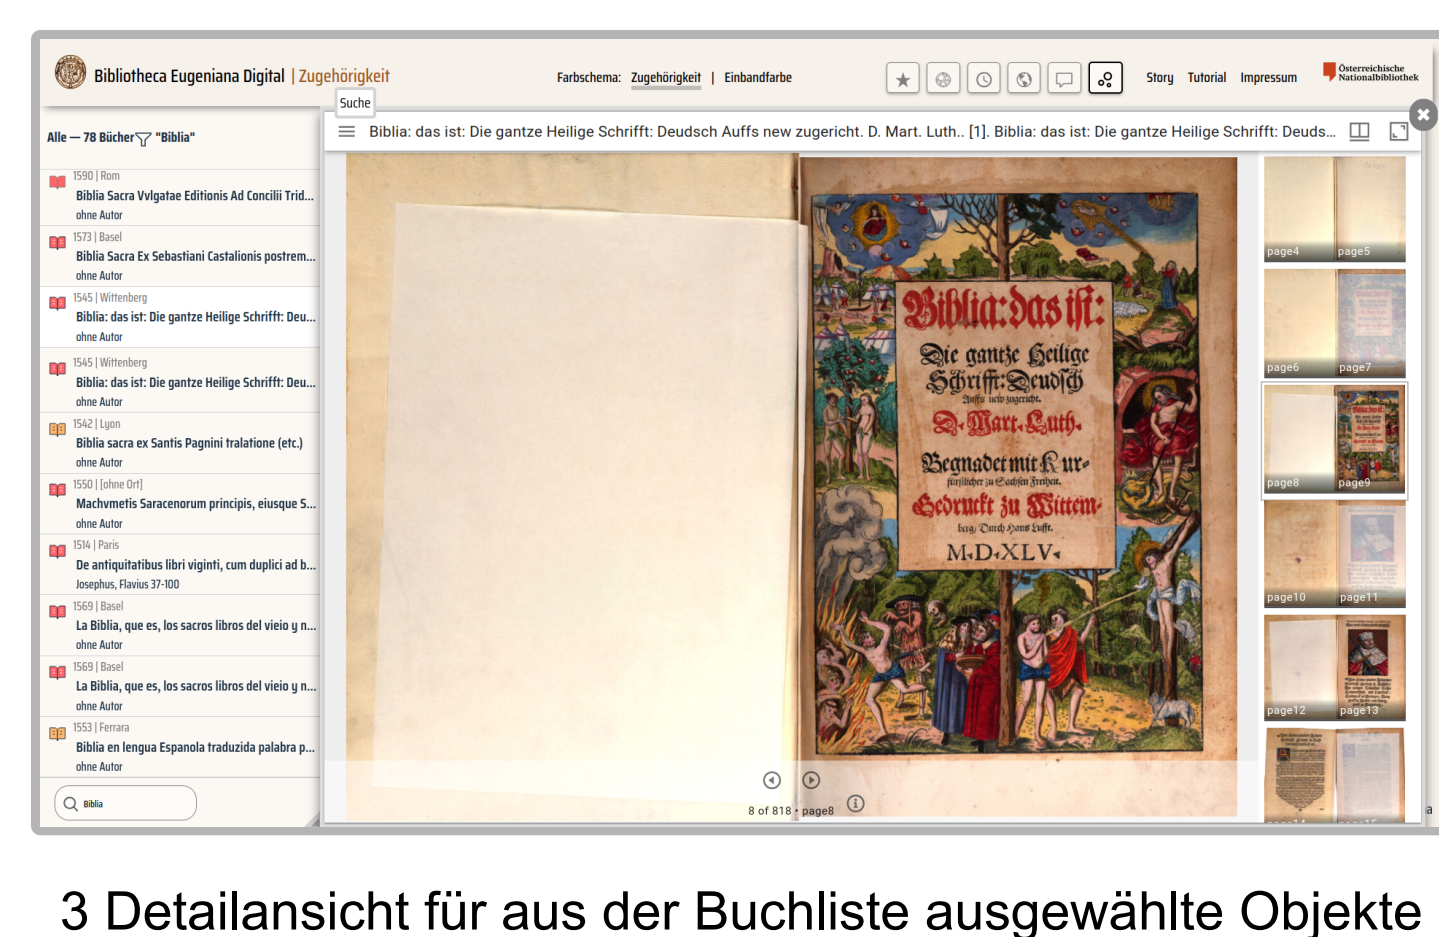 Bibliotheca Eugeniana Digital | Zugehörigkeit
Farbschema: Zugehörigkeit | Einbandfarbe
Story Tutorial Impressum
Österreichische
Nationalbibliothek
Suche
Alle — 78 Bücher "Biblia"
1590 | Rom
Biblia Sacra Vvlgatae Editionis Ad Concilii Trid...
ohne Autor
1573 | Basel
Biblia Sacra Ex Sebastiani Castalionis postrem...
ohne Autor
1545 | Wittenberg
Biblia: das ist: Die gantze Heilige Schrifft: Deu...
ohne Autor
1545 | Wittenberg
Biblia: das ist: Die gantze Heilige Schrifft: Deu...
ohne Autor
1542 | Lyon
Biblia sacra ex Santis Pagnini tralatione (etc.)
ohne Autor
1550 | [ohne Ort]
Machvmetis Saracenorum principis, eiusque S...
ohne Autor
1514 | Paris
De antiquitatibus libri viginti, cum duplici ad b...
Josephus, Flavius 37-100
1569 | Basel
La Biblia, que es, los sacros libros del vieio y n...
ohne Autor
1569 | Basel
La Biblia, que es, los sacros libros del vieio y n...
ohne Autor
1553 | Ferrara
Biblia en lengua Espanola traduzida palabra p...
ohne Autor
Biblia
Biblia: das ist: Die gantze Heilige Schrifft: Deudsch Auffs new zugericht. D. Mart. Luth.. [1]. Biblia: das ist: Die gantze Heilige Schrifft: Deuds...
Biblia: das ist:
Die gantze Heilige
Schrifft: Deudsch
Auffs new zugericht.
D. Mart. Luth.
Begnadet mit Kur-
fürstlicher zu Sachsen Freiheit.
Gedruckt zu Wittem-
berg/ Durch Hans Lufft.
M.D.XLV.
8 of 818 • page8
page4 page5
page6 page7
page8 page9
page10 page11
page12 page13
page14 page15
3 Detailansicht für aus der Buchliste ausgewählte Objekte